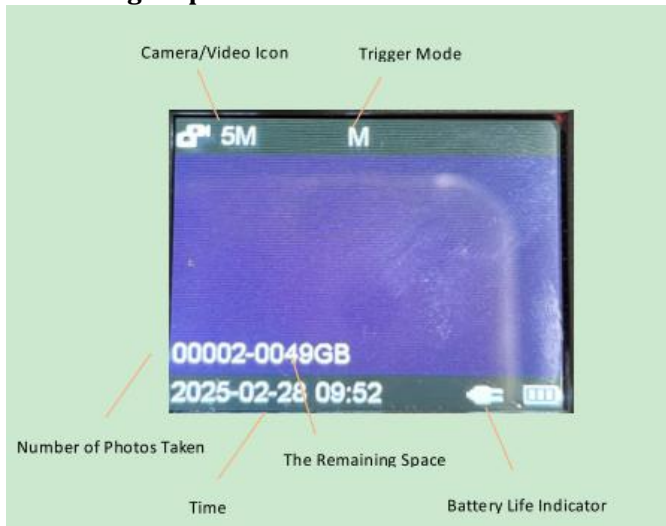 Camera/Video Icon Trigger Mode
5M M
00002-0049GB
2025-02-28 09:52
Number of Photos Taken
The Remaining Space
Time
Battery Life Indicator